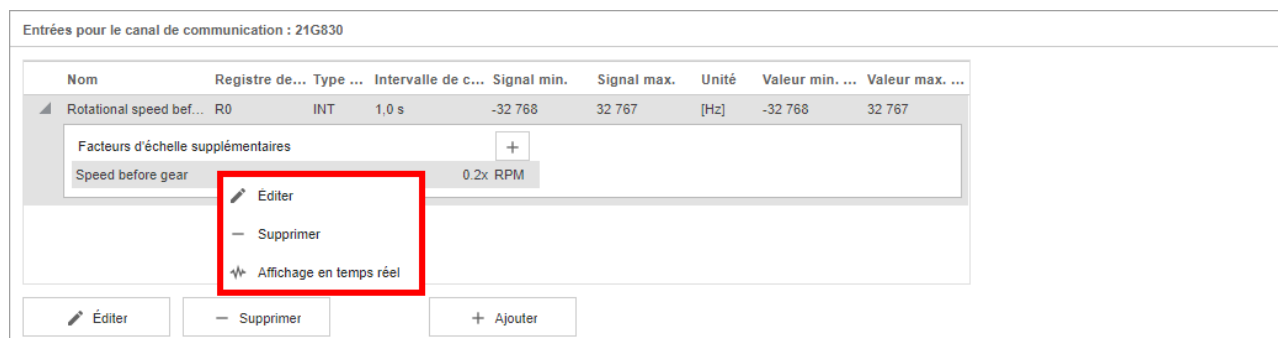 Entrées pour le canal de communication : 21G830
Nom Registre de... Type ... Intervalle de c... Signal min. Signal max. Unité Valeur min. ... Valeur max. ...
Rotational speed bef... R0 INT 1,0 s -32 768 32 767 [Hz] -32 768 32 767
Facteurs d'échelle supplémentaires +
Speed before gear 0.2x RPM
Éditer
Supprimer
Affichage en temps réel
Éditer Supprimer Ajouter